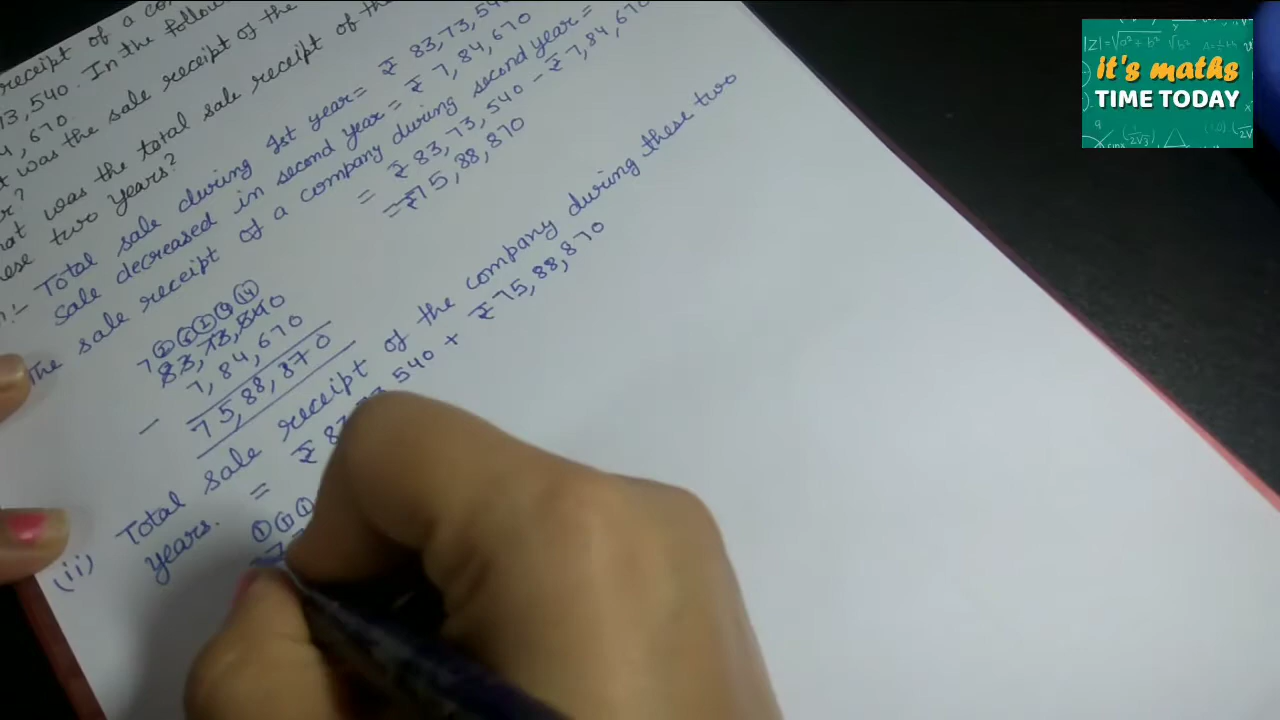 receipt of a
13,540. In the follow
4,670.
t was the sale receipt of the
r?
hat was the total sale receipt of the
ese two years?
:- Total sale during 1st year = ₹ 83,73,540
Sale decreased in second year = ₹ 7,84,670
The sale receipt of a company during second year =
= ₹ 83,73,540 - ₹ 7,84,670
= ₹ 75,88,870
83,73,540
- 7,84,670
75,88,870
(ii) Total sale receipt of the company during these two
years.
= ₹ 83,73,540 + ₹ 75,88,870
it's maths
TIME TODAY